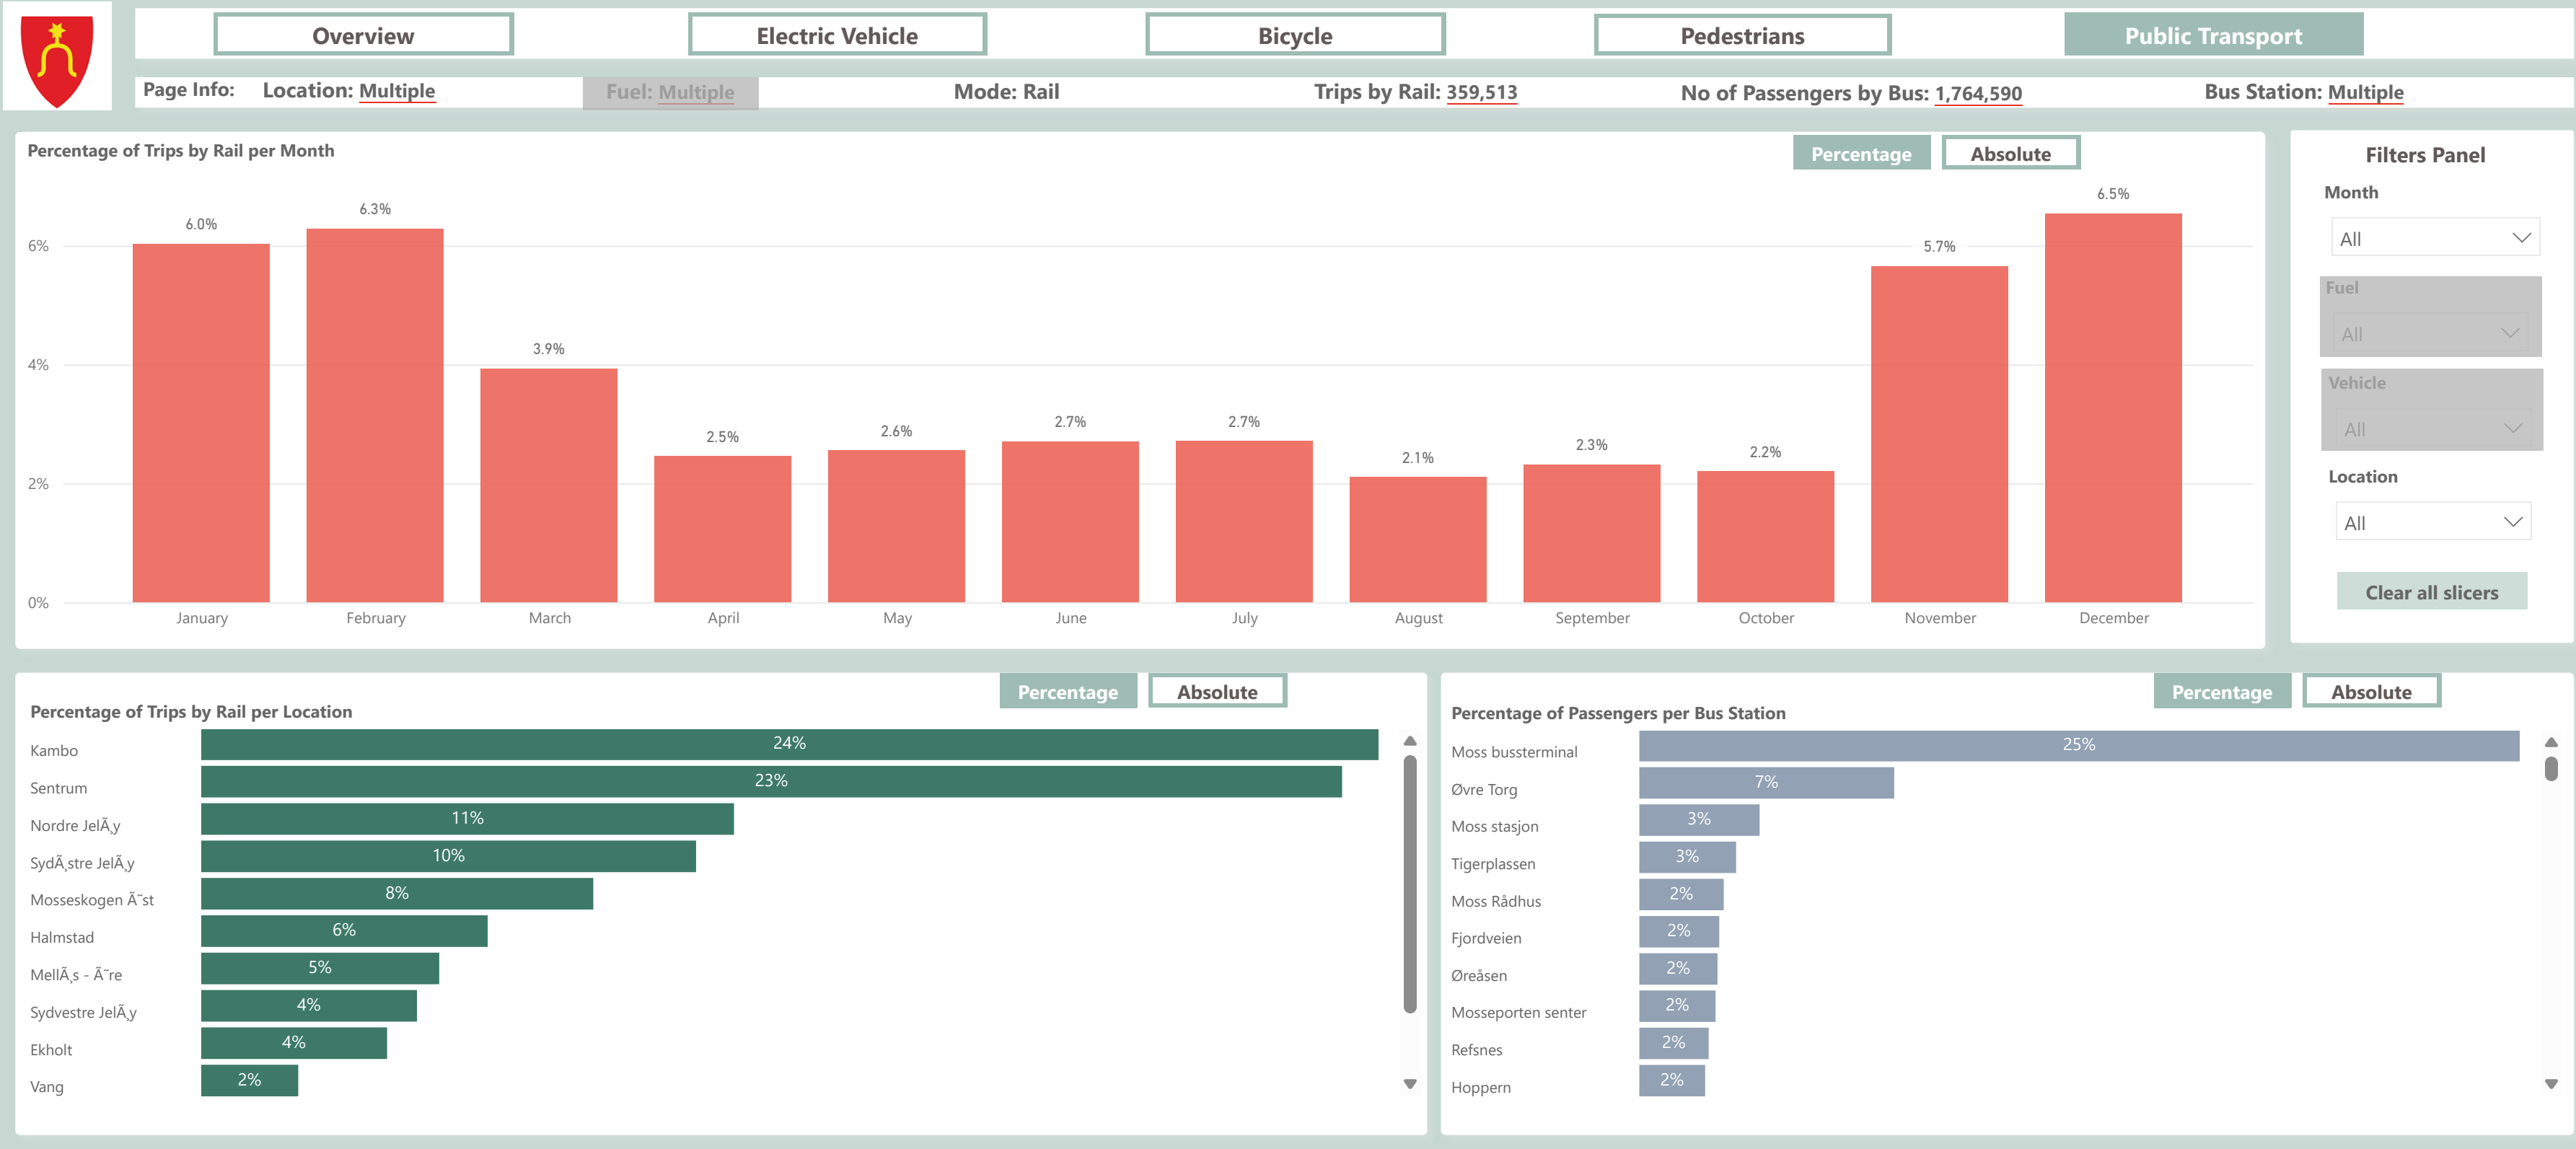 Overview
Electric Vehicle
Bicycle
Pedestrians
Public Transport
Page Info:
Location: Multiple
Fuel: Multiple
Mode: Rail
Trips by Rail: 359,513
No of Passengers by Bus: 1,764,590
Bus Station: Multiple
Percentage of Trips by Rail per Month
Percentage
Absolute
6.0%
6.3%
3.9%
2.5%
2.6%
2.7%
2.7%
2.1%
2.3%
2.2%
5.7%
6.5%
6%
4%
2%
0%
January
February
March
April
May
June
July
August
September
October
November
December
Filters Panel
Month
All
Fuel
All
Vehicle
All
Location
All
Clear all slicers
Percentage
Absolute
Percentage of Trips by Rail per Location
Kambo 24%
Sentrum 23%
Nordre JelÃ¸y 11%
SydÃ¸stre JelÃ¸y 10%
Mosseskogen Ã˜st 8%
Halmstad 6%
MellÃ¸s - Ã˜re 5%
Sydvestre JelÃ¸y 4%
Ekholt 4%
Vang 2%
Percentage
Absolute
Percentage of Passengers per Bus Station
Moss bussterminal 25%
Øvre Torg 7%
Moss stasjon 3%
Tigerplassen 3%
Moss Rådhus 2%
Fjordveien 2%
Øreåsen 2%
Mosseporten senter 2%
Refsnes 2%
Hoppern 2%